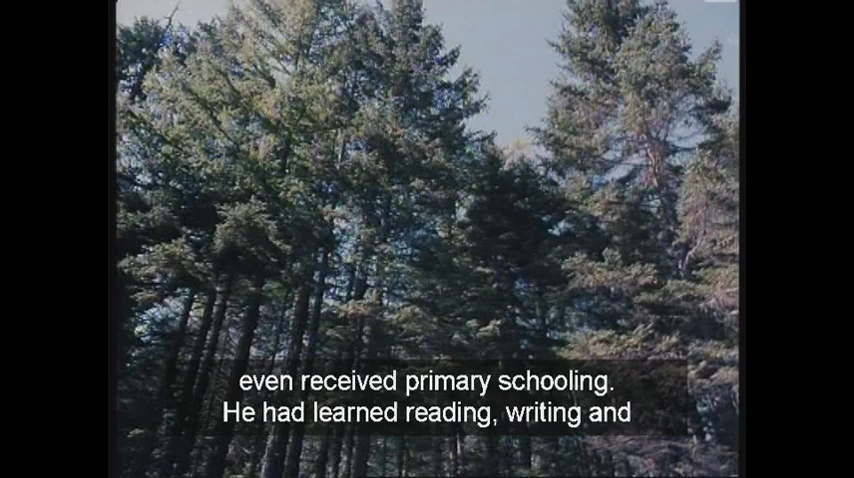 even received primary schooling.
He had learned reading, writing and